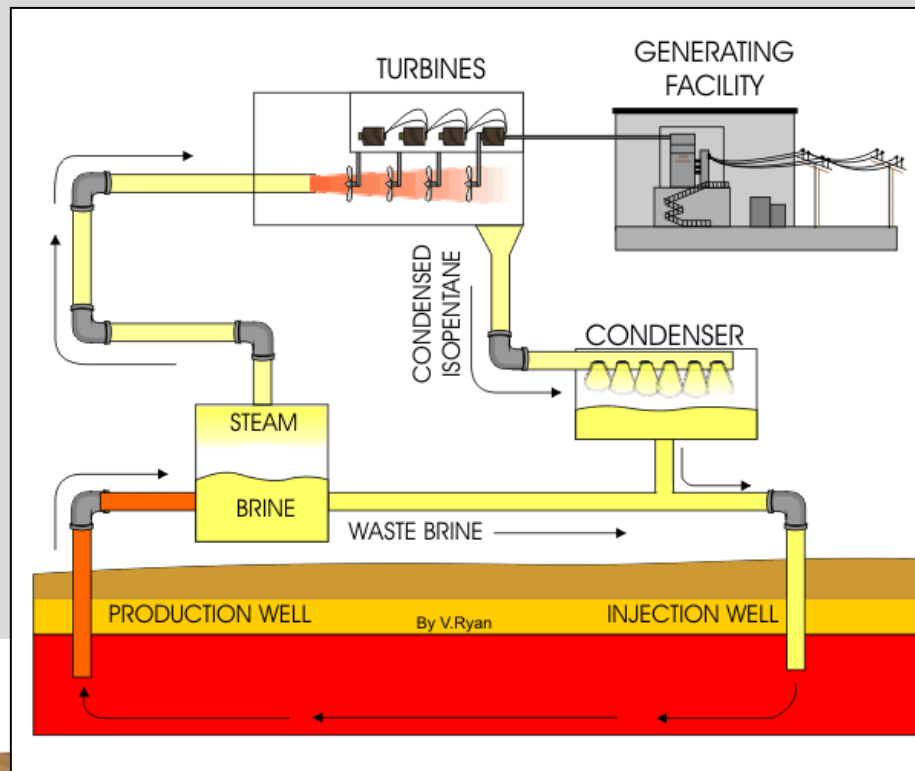 TURBINES
GENERATING
FACILITY
CONDENSED
ISOPENTANE
CONDENSER
STEAM
BRINE
WASTE BRINE
PRODUCTION WELL
By V.Ryan
INJECTION WELL